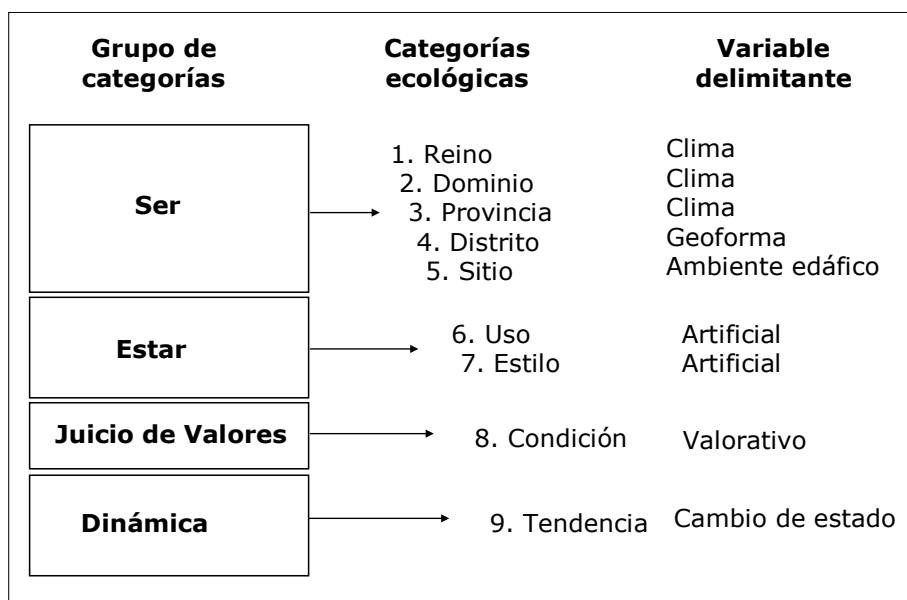 Grupo de categorías
Categorías ecológicas
Variable delimitante
Ser
1. Reino
Clima
2. Dominio
Clima
3. Provincia
Clima
4. Distrito
Geoforma
5. Sitio
Ambiente edáfico
Estar
6. Uso
Artificial
7. Estilo
Artificial
Juicio de Valores
8. Condición
Valorativo
Dinámica
9. Tendencia
Cambio de estado